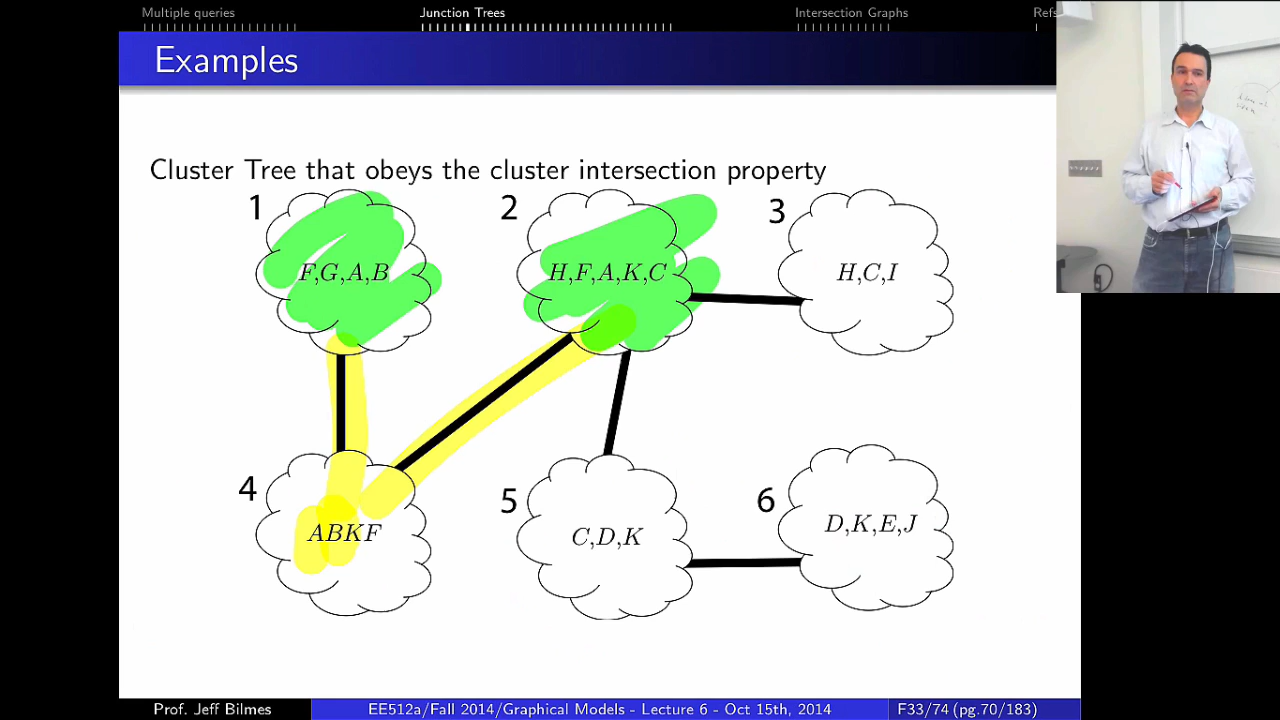 Multiple queries Junction Trees Intersection Graphs Refs
Examples
Cluster Tree that obeys the cluster intersection property
1 2 3
F,G,A,B H,F,A,K,C H,C,I
4 5 6
ABKF C,D,K D,K,E,J
Prof. Jeff Bilmes EE512a/Fall 2014/Graphical Models - Lecture 6 - Oct 15th, 2014 F33/74 (pg.70/183)